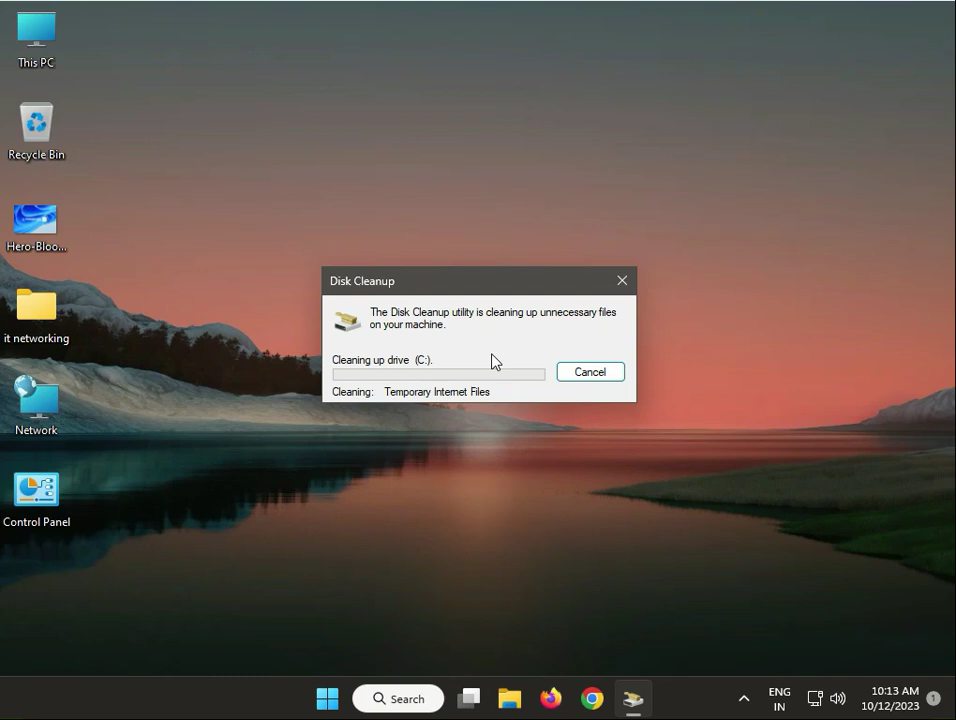 This PC
Recycle Bin
Hero-Bloo...
it networking
Network
Control Panel
Disk Cleanup
The Disk Cleanup utility is cleaning up unnecessary files
on your machine.
Cleaning up drive (C:).
Cancel
Cleaning: Temporary Internet Files
Search
ENG
IN
10:13 AM
10/12/2023
1